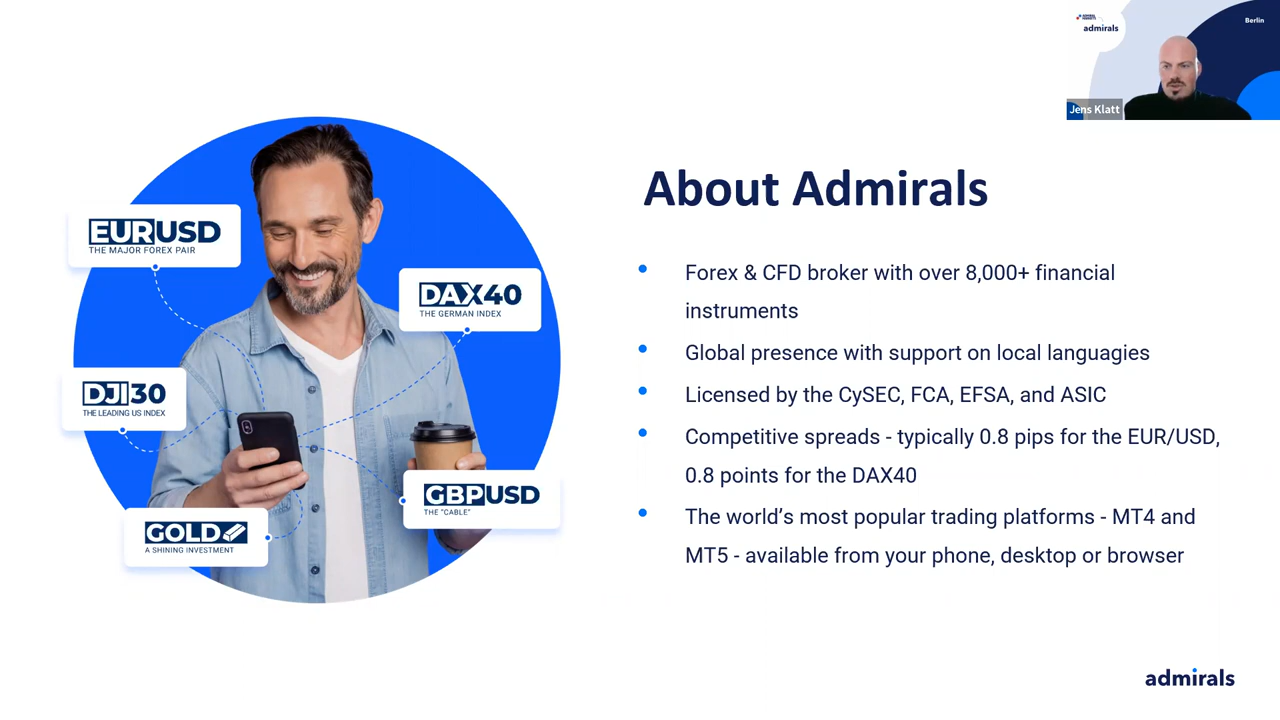 ADMIRAL MARKETS
admirals
Berlin
Jens Klatt
EURUSD
THE MAJOR FOREX PAIR
DAX40
THE GERMAN INDEX
DJI30
THE LEADING US INDEX
GBPUSD
THE "CABLE"
GOLD
A SHINING INVESTMENT
About Admirals
• Forex & CFD broker with over 8,000+ financial
instruments
• Global presence with support on local languagies
• Licensed by the CySEC, FCA, EFSA, and ASIC
• Competitive spreads - typically 0.8 pips for the EUR/USD,
0.8 points for the DAX40
• The world’s most popular trading platforms - MT4 and
MT5 - available from your phone, desktop or browser
admirals